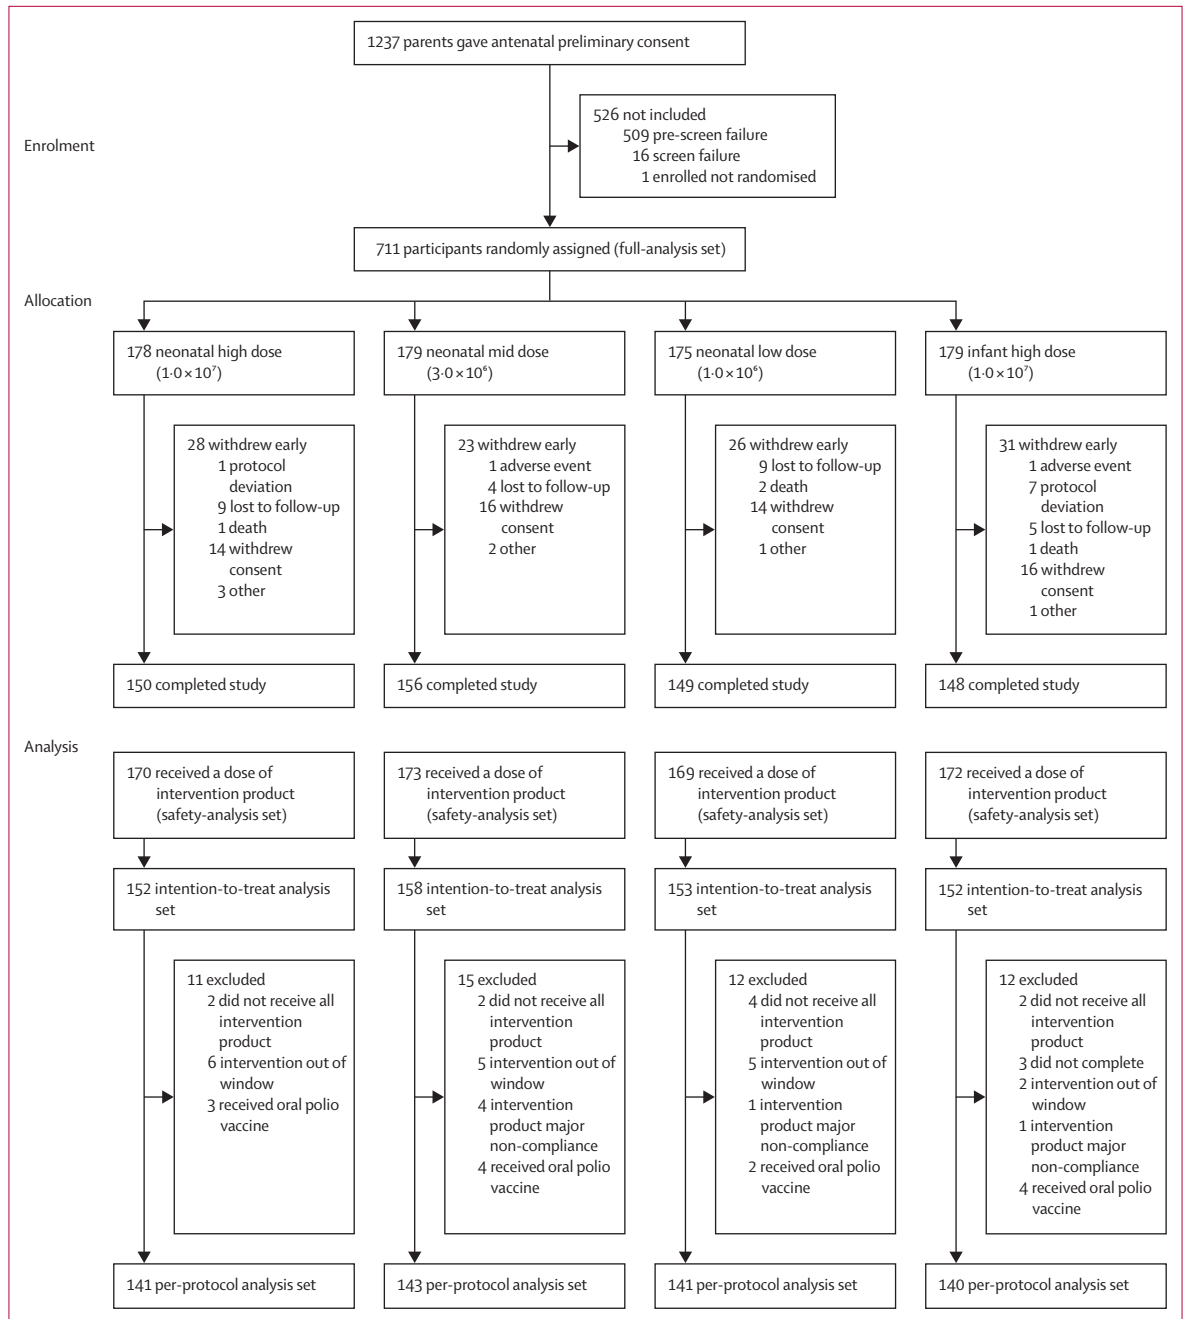 1237 parents gave antenatal preliminary consent
Enrolment
526 not included
509 pre-screen failure
16 screen failure
1 enrolled not randomised
711 participants randomly assigned (full-analysis set)
Allocation
178 neonatal high dose
(1·0 × 10⁷)
179 neonatal mid dose
(3·0 × 10⁶)
175 neonatal low dose
(1·0 × 10⁶)
179 infant high dose
(1·0 × 10⁷)
28 withdrew early
1 protocol
deviation
9 lost to follow-up
1 death
14 withdrew
consent
3 other
23 withdrew early
1 adverse event
4 lost to follow-up
16 withdrew
consent
2 other
26 withdrew early
9 lost to follow-up
2 death
14 withdrew
consent
1 other
31 withdrew early
1 adverse event
7 protocol
deviation
5 lost to follow-up
1 death
16 withdrew
consent
1 other
150 completed study
156 completed study
149 completed study
148 completed study
Analysis
170 received a dose of
intervention product
(safety-analysis set)
173 received a dose of
intervention product
(safety-analysis set)
169 received a dose of
intervention product
(safety-analysis set)
172 received a dose of
intervention product
(safety-analysis set)
152 intention-to-treat analysis
set
158 intention-to-treat analysis
set
153 intention-to-treat analysis
set
152 intention-to-treat analysis
set
11 excluded
2 did not receive all
intervention
product
6 intervention out of
window
3 received oral polio
vaccine
15 excluded
2 did not receive all
intervention
product
5 intervention out of
window
4 intervention
product major
non-compliance
4 received oral polio
vaccine
12 excluded
4 did not receive all
intervention
product
5 intervention out of
window
1 intervention
product major
non-compliance
2 received oral polio
vaccine
12 excluded
2 did not receive all
intervention
product
3 did not complete
2 intervention out of
window
1 intervention
product major
non-compliance
4 received oral polio
vaccine
141 per-protocol analysis set
143 per-protocol analysis set
141 per-protocol analysis set
140 per-protocol analysis set